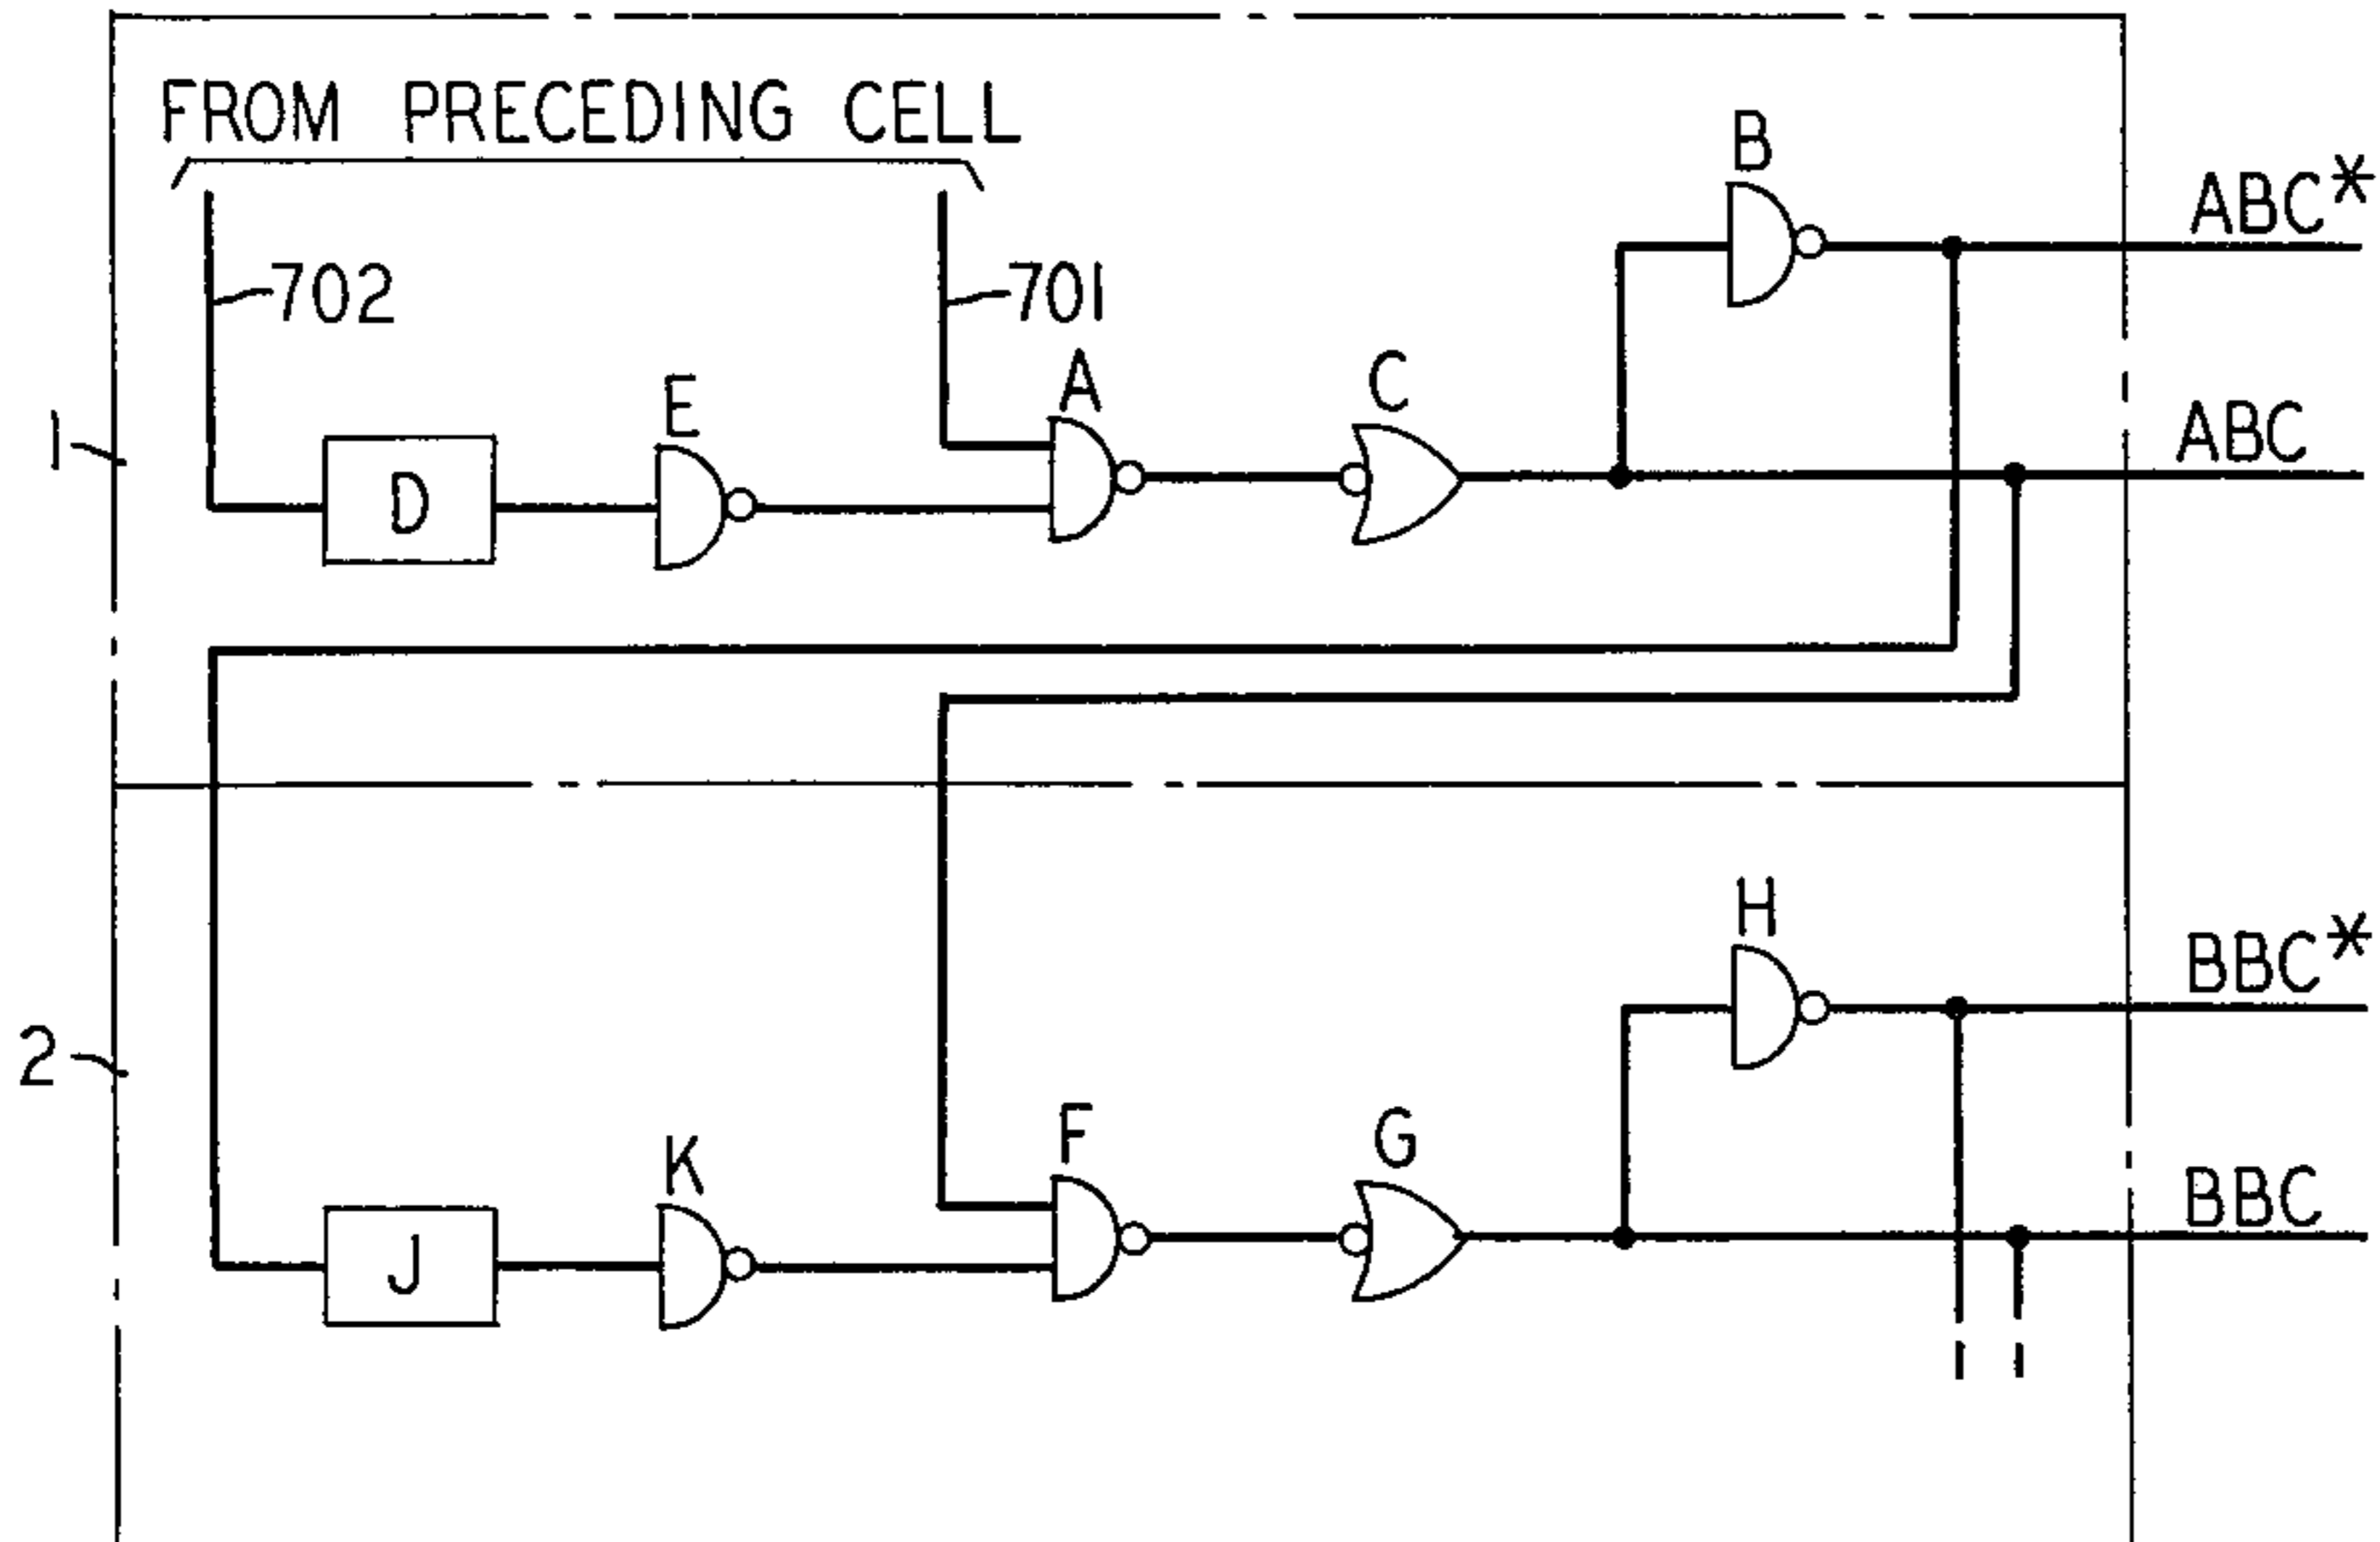 FROM PRECEDING CELL
B
ABC*
702
701
E
A
C
ABC
1
D
H
BBC*
2
K
F
G
BBC
J